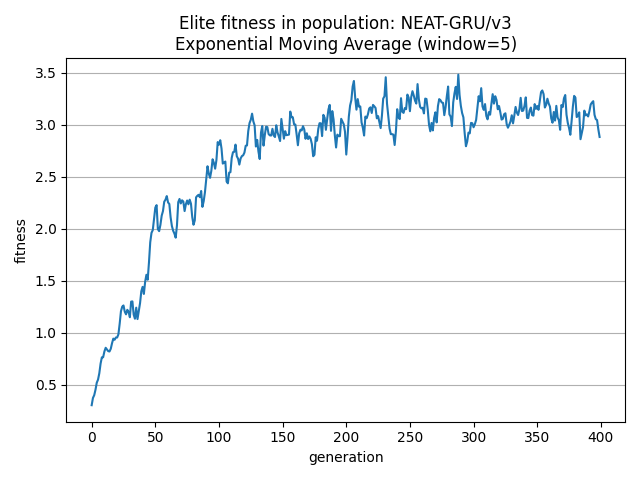 Elite fitness in population: NEAT-GRU/v3
Exponential Moving Average (window=5)
3.5
3.0
2.5
2.0
1.5
1.0
0.5
fitness
0 50 100 150 200 250 300 350 400
generation